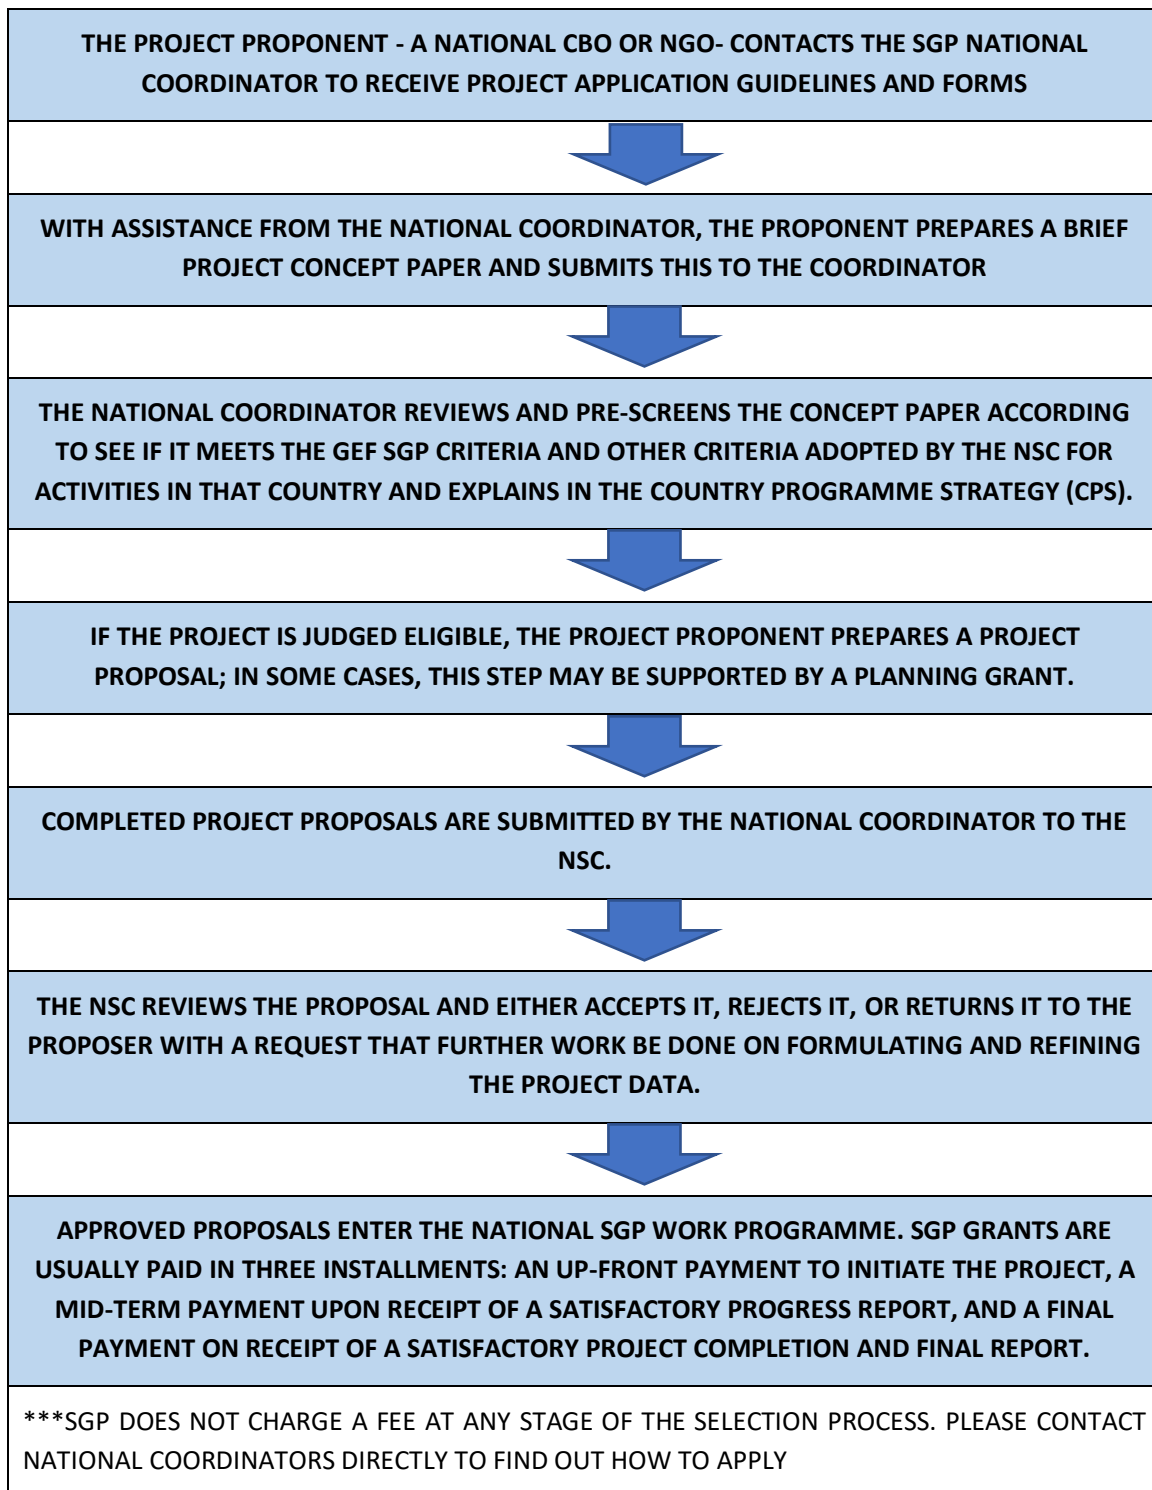 THE PROJECT PROPONENT - A NATIONAL CBO OR NGO- CONTACTS THE SGP NATIONAL
COORDINATOR TO RECEIVE PROJECT APPLICATION GUIDELINES AND FORMS
WITH ASSISTANCE FROM THE NATIONAL COORDINATOR, THE PROPONENT PREPARES A BRIEF
PROJECT CONCEPT PAPER AND SUBMITS THIS TO THE COORDINATOR
THE NATIONAL COORDINATOR REVIEWS AND PRE-SCREENS THE CONCEPT PAPER ACCORDING
TO SEE IF IT MEETS THE GEF SGP CRITERIA AND OTHER CRITERIA ADOPTED BY THE NSC FOR
ACTIVITIES IN THAT COUNTRY AND EXPLAINS IN THE COUNTRY PROGRAMME STRATEGY (CPS).
IF THE PROJECT IS JUDGED ELIGIBLE, THE PROJECT PROPONENT PREPARES A PROJECT
PROPOSAL; IN SOME CASES, THIS STEP MAY BE SUPPORTED BY A PLANNING GRANT.
COMPLETED PROJECT PROPOSALS ARE SUBMITTED BY THE NATIONAL COORDINATOR TO THE
NSC.
THE NSC REVIEWS THE PROPOSAL AND EITHER ACCEPTS IT, REJECTS IT, OR RETURNS IT TO THE
PROPOSER WITH A REQUEST THAT FURTHER WORK BE DONE ON FORMULATING AND REFINING
THE PROJECT DATA.
APPROVED PROPOSALS ENTER THE NATIONAL SGP WORK PROGRAMME. SGP GRANTS ARE
USUALLY PAID IN THREE INSTALLMENTS: AN UP-FRONT PAYMENT TO INITIATE THE PROJECT, A
MID-TERM PAYMENT UPON RECEIPT OF A SATISFACTORY PROGRESS REPORT, AND A FINAL
PAYMENT ON RECEIPT OF A SATISFACTORY PROJECT COMPLETION AND FINAL REPORT.
***SGP DOES NOT CHARGE A FEE AT ANY STAGE OF THE SELECTION PROCESS. PLEASE CONTACT
NATIONAL COORDINATORS DIRECTLY TO FIND OUT HOW TO APPLY